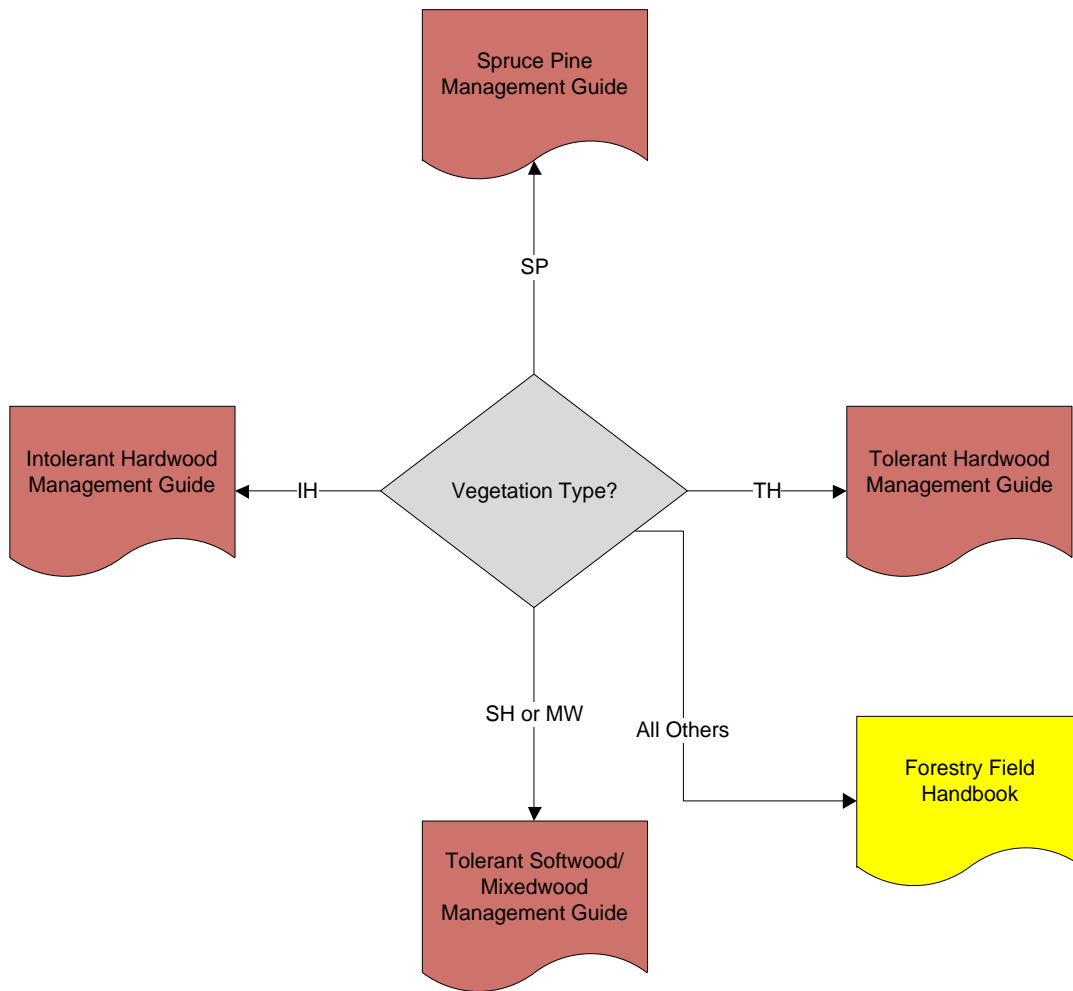 Spruce Pine
Management Guide
SP
Intolerant Hardwood
Management Guide
IH
Vegetation Type?
TH
Tolerant Hardwood
Management Guide
SH or MW
All Others
Forestry Field
Handbook
Tolerant Softwood/
Mixedwood
Management Guide